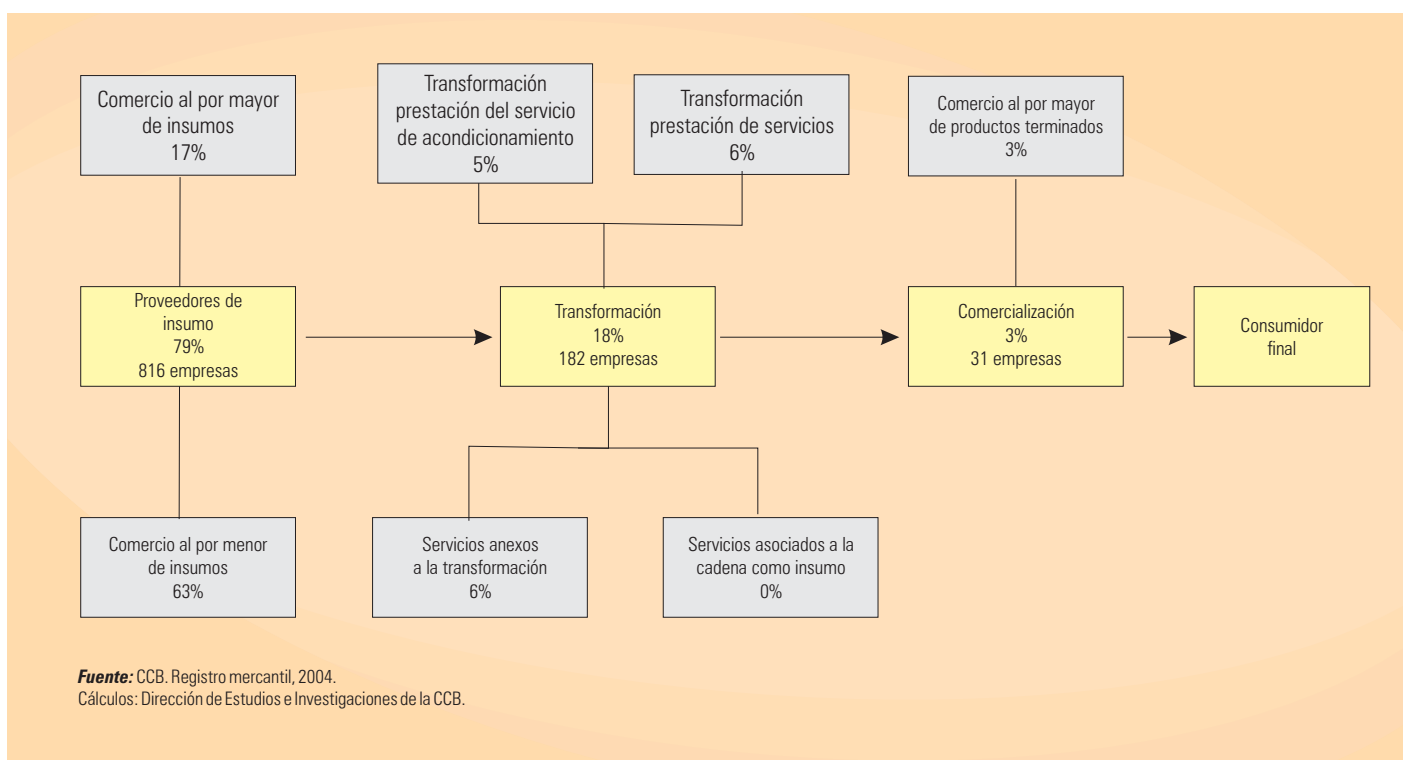 Comercio al por mayor
de insumos
17%
Transformación
prestación del servicio
de acondicionamiento
5%
Transformación
prestación de servicios
6%
Comercio al por mayor
de productos terminados
3%
Proveedores de
insumo
79%
816 empresas
Transformación
18%
182 empresas
Comercialización
3%
31 empresas
Consumidor
final
Comercio al por menor
de insumos
63%
Servicios anexos
a la transformación
6%
Servicios asociados a la
cadena como insumo
0%
Fuente: CCB. Registro mercantil, 2004.
Cálculos: Dirección de Estudios e Investigaciones de la CCB.